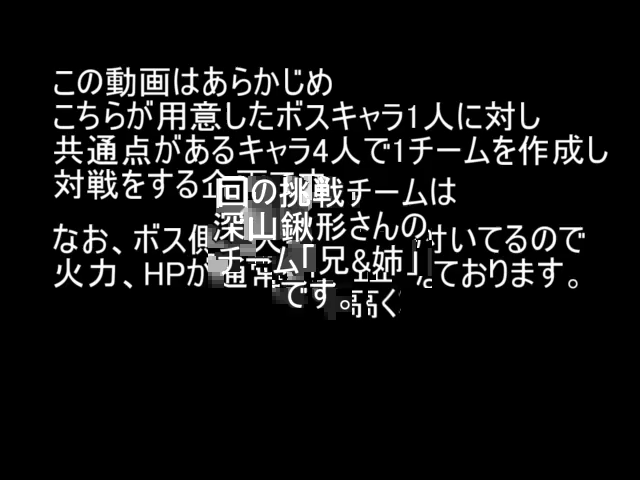 この動画はあらかじめ
こちらが用意したボスキャラ1人に対し
共通点があるキャラ4人で1チームを作成し
対戦をする
回の挑戦チームは
深山鍬形さんの
チーム「兄&姉」
です。
なお、ボス側
付いてるので
火力、HPが通常
高く
ております。